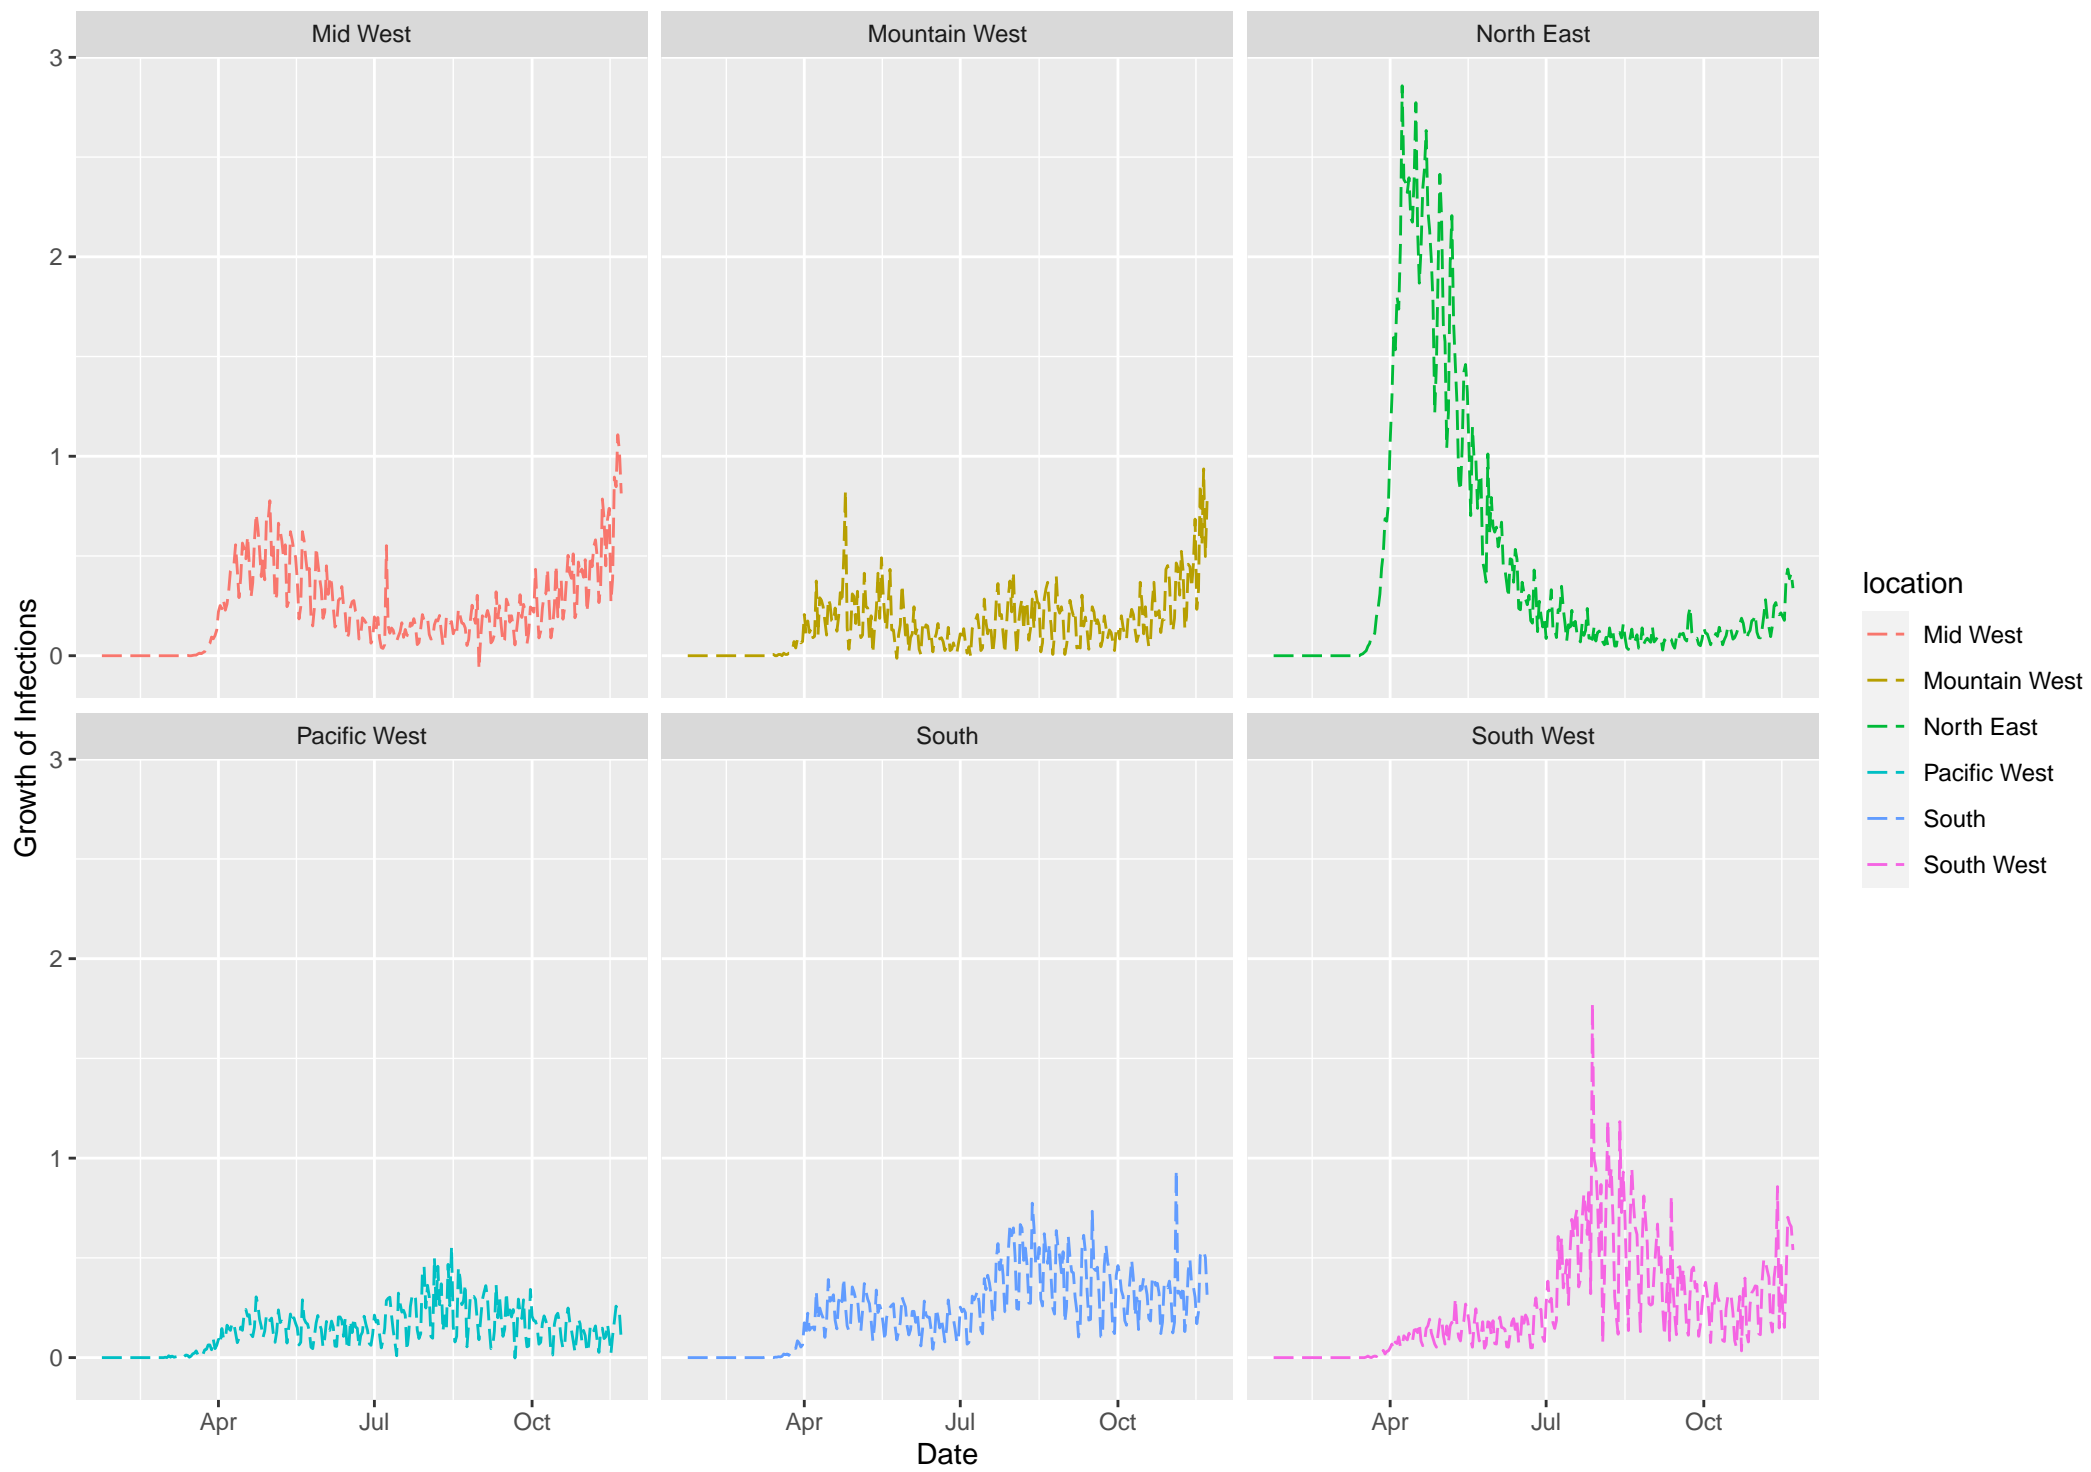 Mid West
Mountain West
North East
3
2
1
0
Pacific West
South
South West
3
2
1
0
Apr
Jul
Oct
Apr
Jul
Oct
Apr
Jul
Oct
Date
Growth of Infections
location
Mid West
Mountain West
North East
Pacific West
South
South West